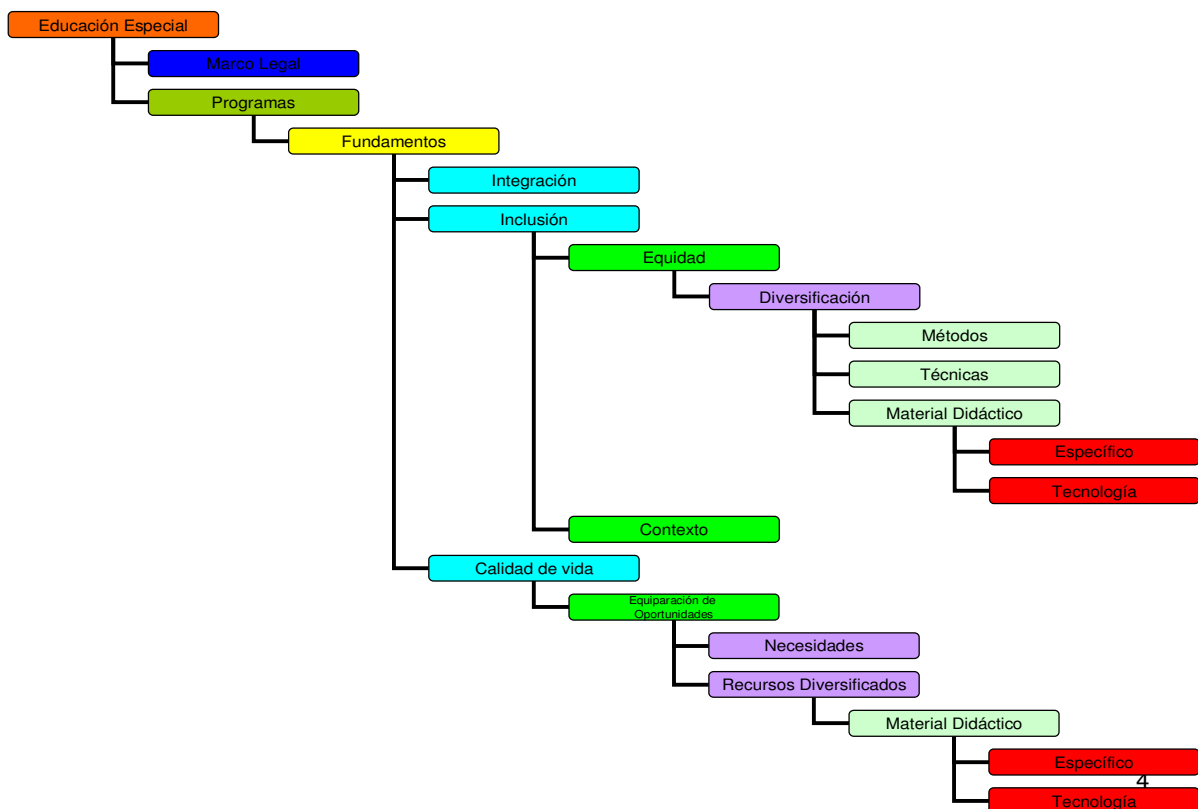 Educación Especial
Marco Legal
Programas
Fundamentos
Integración
Inclusión
Equidad
Diversificación
Métodos
Técnicas
Material Didáctico
Específico
Tecnología
Contexto
Calidad de vida
Equiparación de
Oportunidades
Necesidades
Recursos Diversificados
Material Didáctico
Específico
4
Tecnología